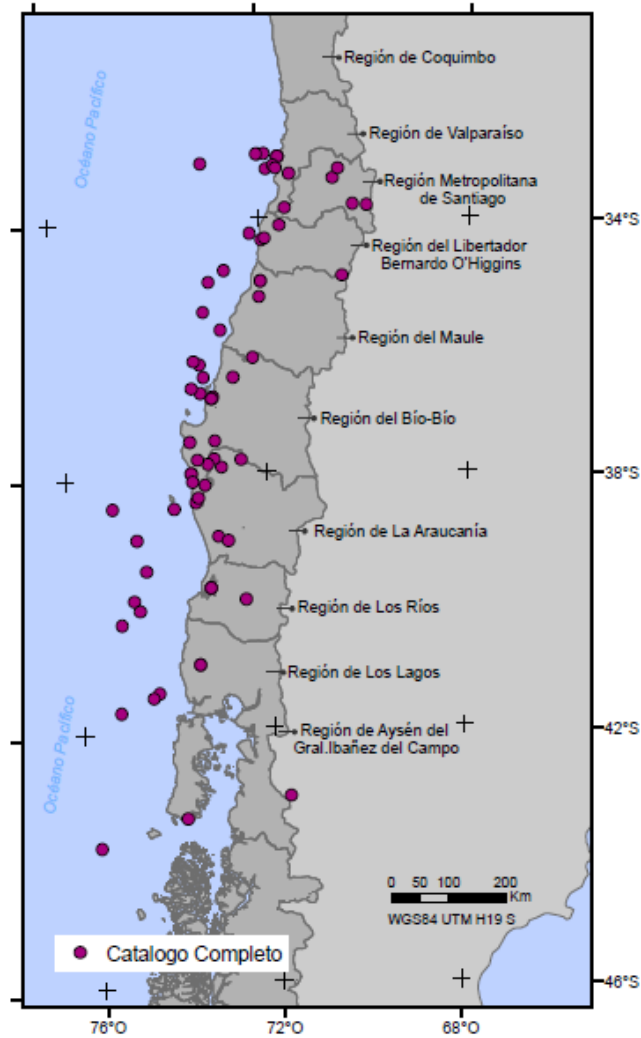 Océano Pacífico
Región de Coquimbo
Región de Valparaíso
Región Metropolitana
de Santiago
34°S
Región del Libertador
Bernardo O'Higgins
Región del Maule
Región del Bío-Bío
38°S
Región de La Araucanía
Región de Los Ríos
Región de Los Lagos
Océano Pacífico
42°S
Región de Aysén del
Gral.Ibañez del Campo
0 50 100 200
Km
WGS84 UTM H19 S
Catalogo Completo
46°S
76°O 72°O 68°O